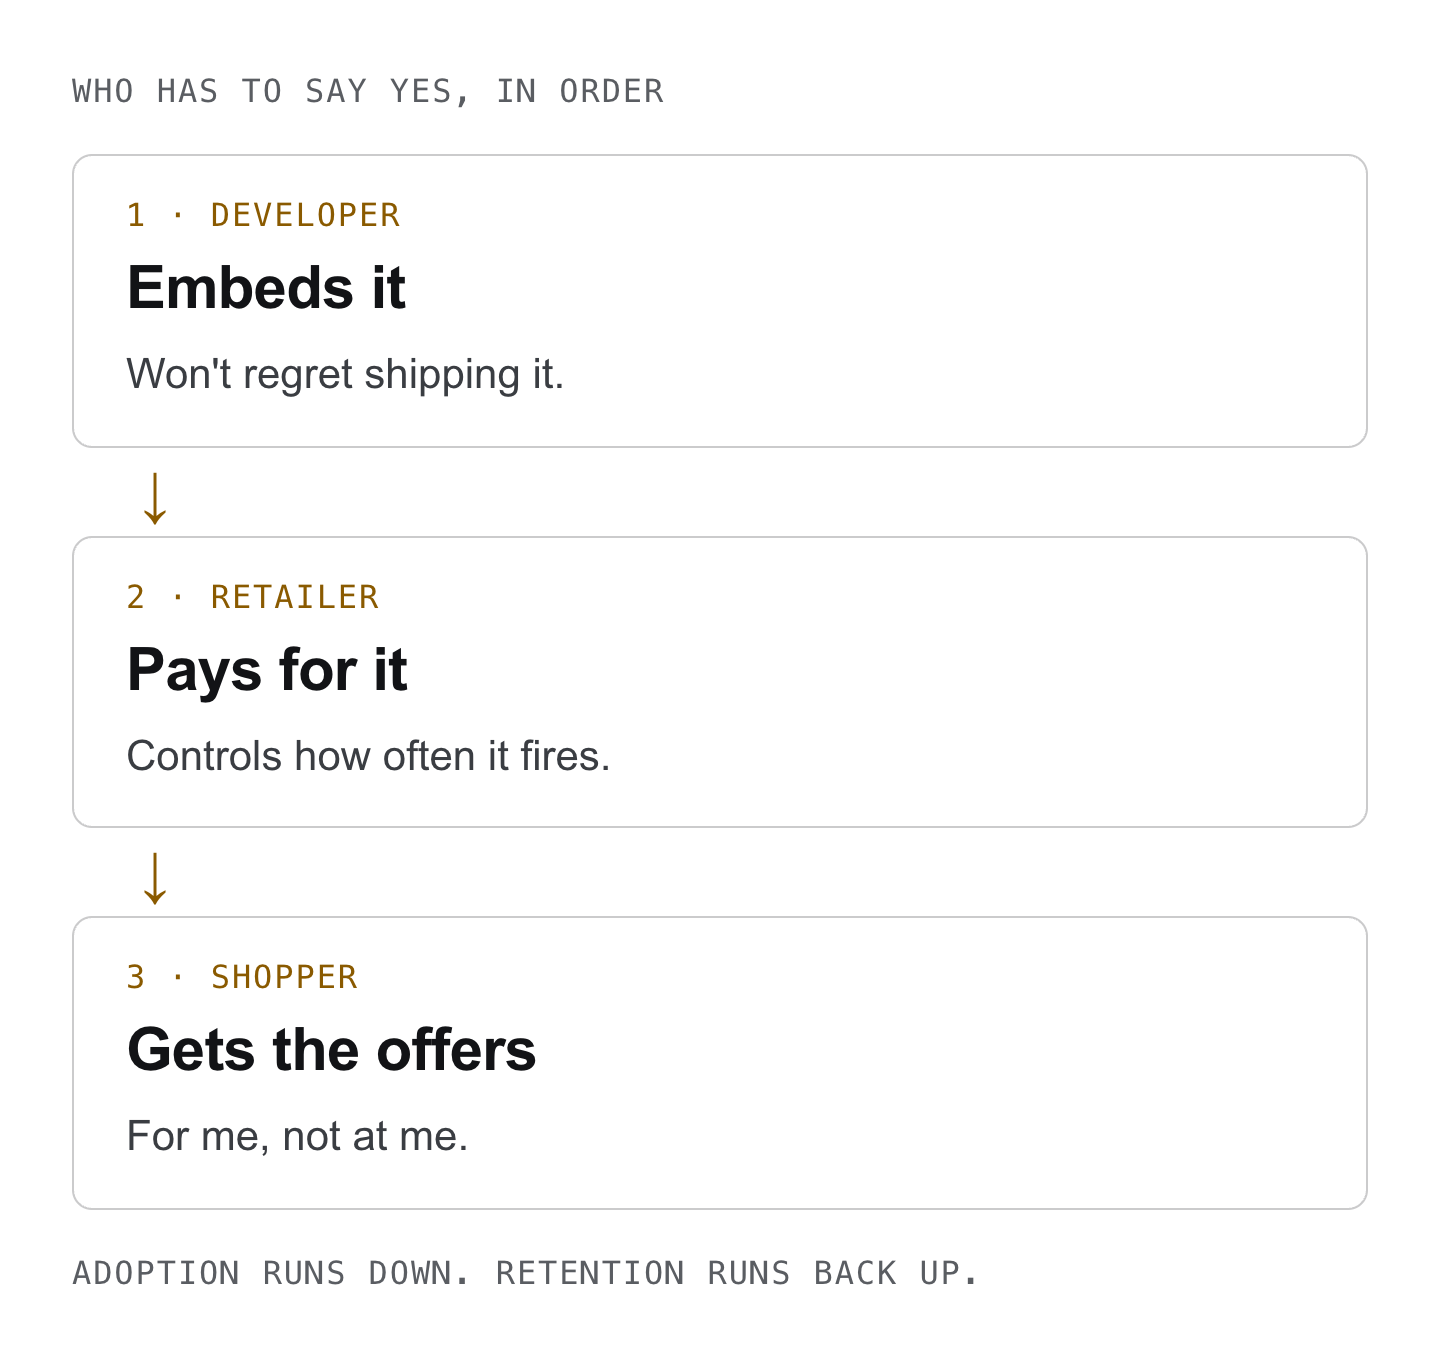 WHO HAS TO SAY YES, IN ORDER
1 · DEVELOPER
Embeds it
Won't regret shipping it.
2 · RETAILER
Pays for it
Controls how often it fires.
3 · SHOPPER
Gets the offers
For me, not at me.
ADOPTION RUNS DOWN. RETENTION RUNS BACK UP.